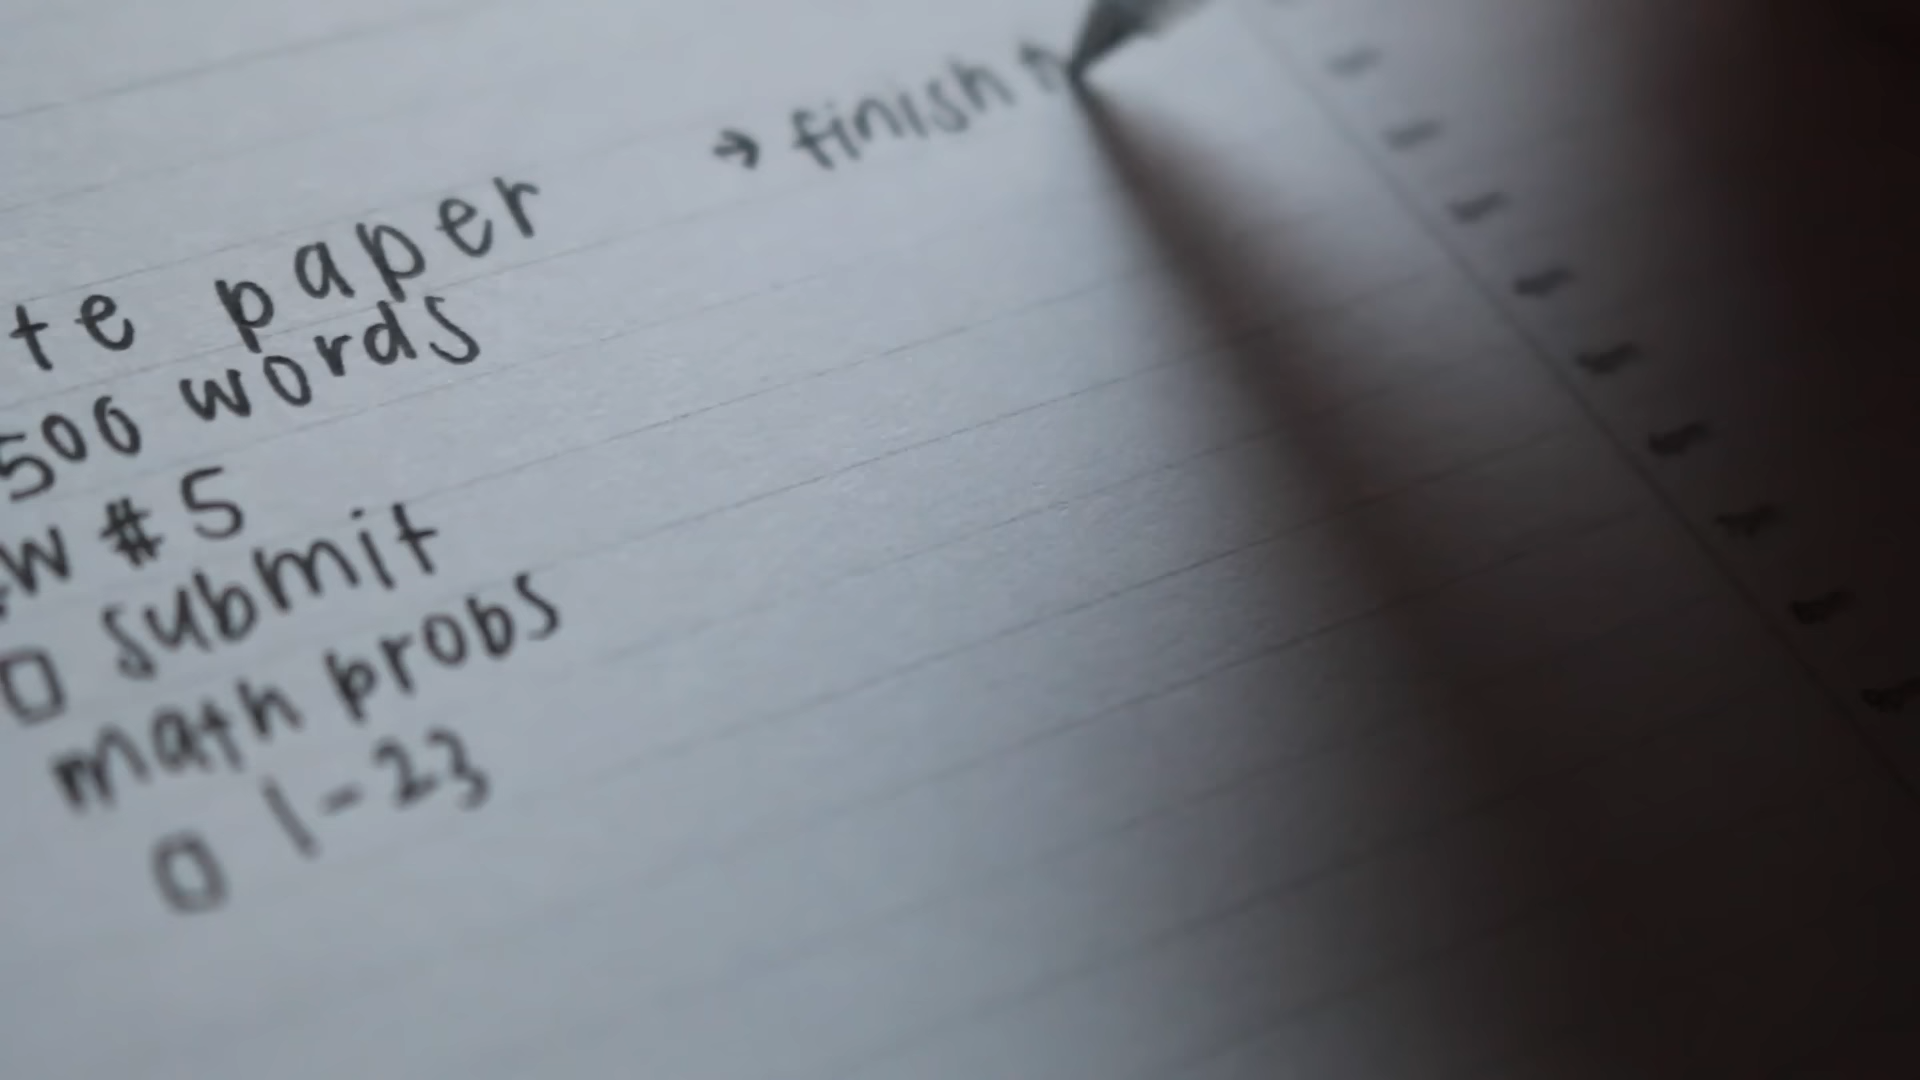 → finish
te paper
500 words
w #5
submit
math probs
1-23